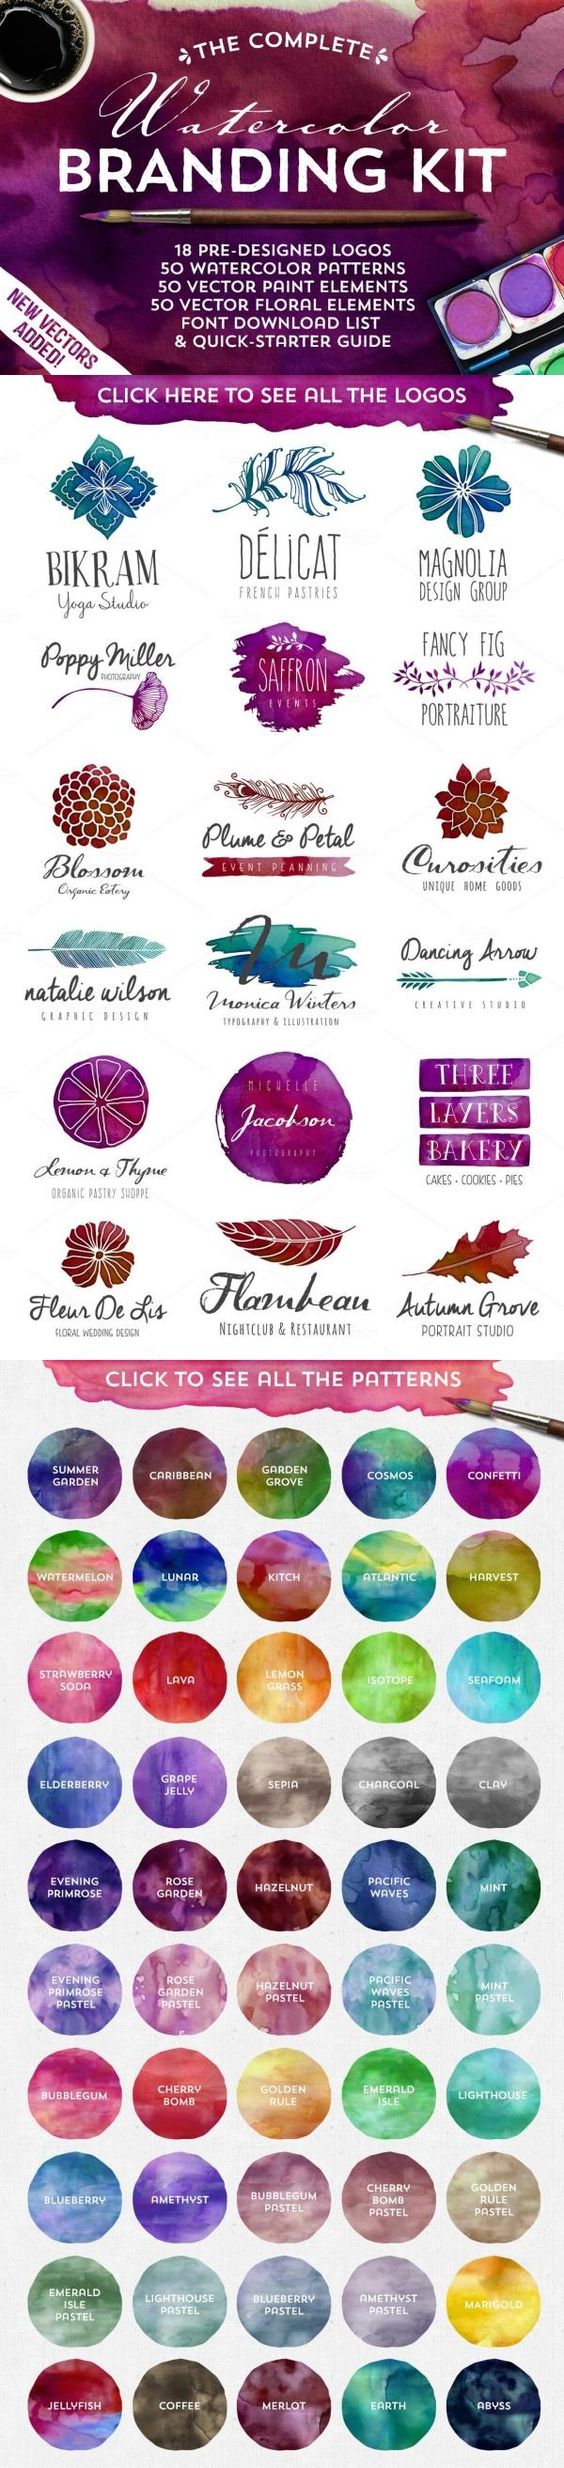 THE COMPLETE
Watercolor
BRANDING KIT
18 PRE-DESIGNED LOGOS
50 WATERCOLOR PATTERNS
50 VECTOR PAINT ELEMENTS
50 VECTOR FLORAL ELEMENTS
FONT DOWNLOAD LIST
& QUICK-STARTER GUIDE
NEW VECTORS
ADDED!
CLICK HERE TO SEE ALL THE LOGOS
BIKRAM
Yoga Studio
DÉLiCAT
FRENCH PASTRIES
MAGNOLIA
DESIGN GROUP
Poppy Miller
PHOTOGRAPHY
SAFFRON
EVENTS
FANCY FIG
PORTRAITURE
Blossom
Organic Eatery
Plume & Petal
EVENT PLANNING
Curosities
UNIQUE HOME GOODS
natalie wilson
GRAPHIC DESIGN
M
Monica Winters
TYPOGRAPHY & ILLUSTRATION
Dancing Arrow
CREATIVE STUDIO
Lemon & Thyme
ORGANIC PASTRY SHOPPE
MICHELLE
Jacobson
PHOTOGRAPHY
THREE
LAYERS
BAKERY
CAKES • COOKIES • PIES
Fleur De Lis
FLORAL WEDDING DESIGN
Flambeau
NIGHTCLUB & RESTAURANT
Autumn Grove
PORTRAIT STUDIO
CLICK TO SEE ALL THE PATTERNS
SUMMER
GARDEN
CARIBBEAN
GARDEN
GROVE
COSMOS
CONFETTI
WATERMELON
LUNAR
KITCH
ATLANTIC
HARVEST
STRAWBERRY
SODA
LAVA
LEMON
GRASS
ISOTOPE
SEAFOAM
ELDERBERRY
GRAPE
JELLY
SEPIA
CHARCOAL
CLAY
EVENING
PRIMROSE
ROSE
GARDEN
HAZELNUT
PACIFIC
WAVES
MINT
EVENING
PRIMROSE
PASTEL
ROSE
GARDEN
PASTEL
HAZELNUT
PASTEL
PACIFIC
WAVES
PASTEL
MINT
PASTEL
BUBBLEGUM
CHERRY
BOMB
GOLDEN
RULE
EMERALD
ISLE
LIGHTHOUSE
BLUEBERRY
AMETHYST
BUBBLEGUM
PASTEL
CHERRY
BOMB
PASTEL
GOLDEN
RULE
PASTEL
EMERALD
ISLE
PASTEL
LIGHTHOUSE
PASTEL
BLUEBERRY
PASTEL
AMETHYST
PASTEL
MARIGOLD
JELLYFISH
COFFEE
MERLOT
EARTH
ABYSS